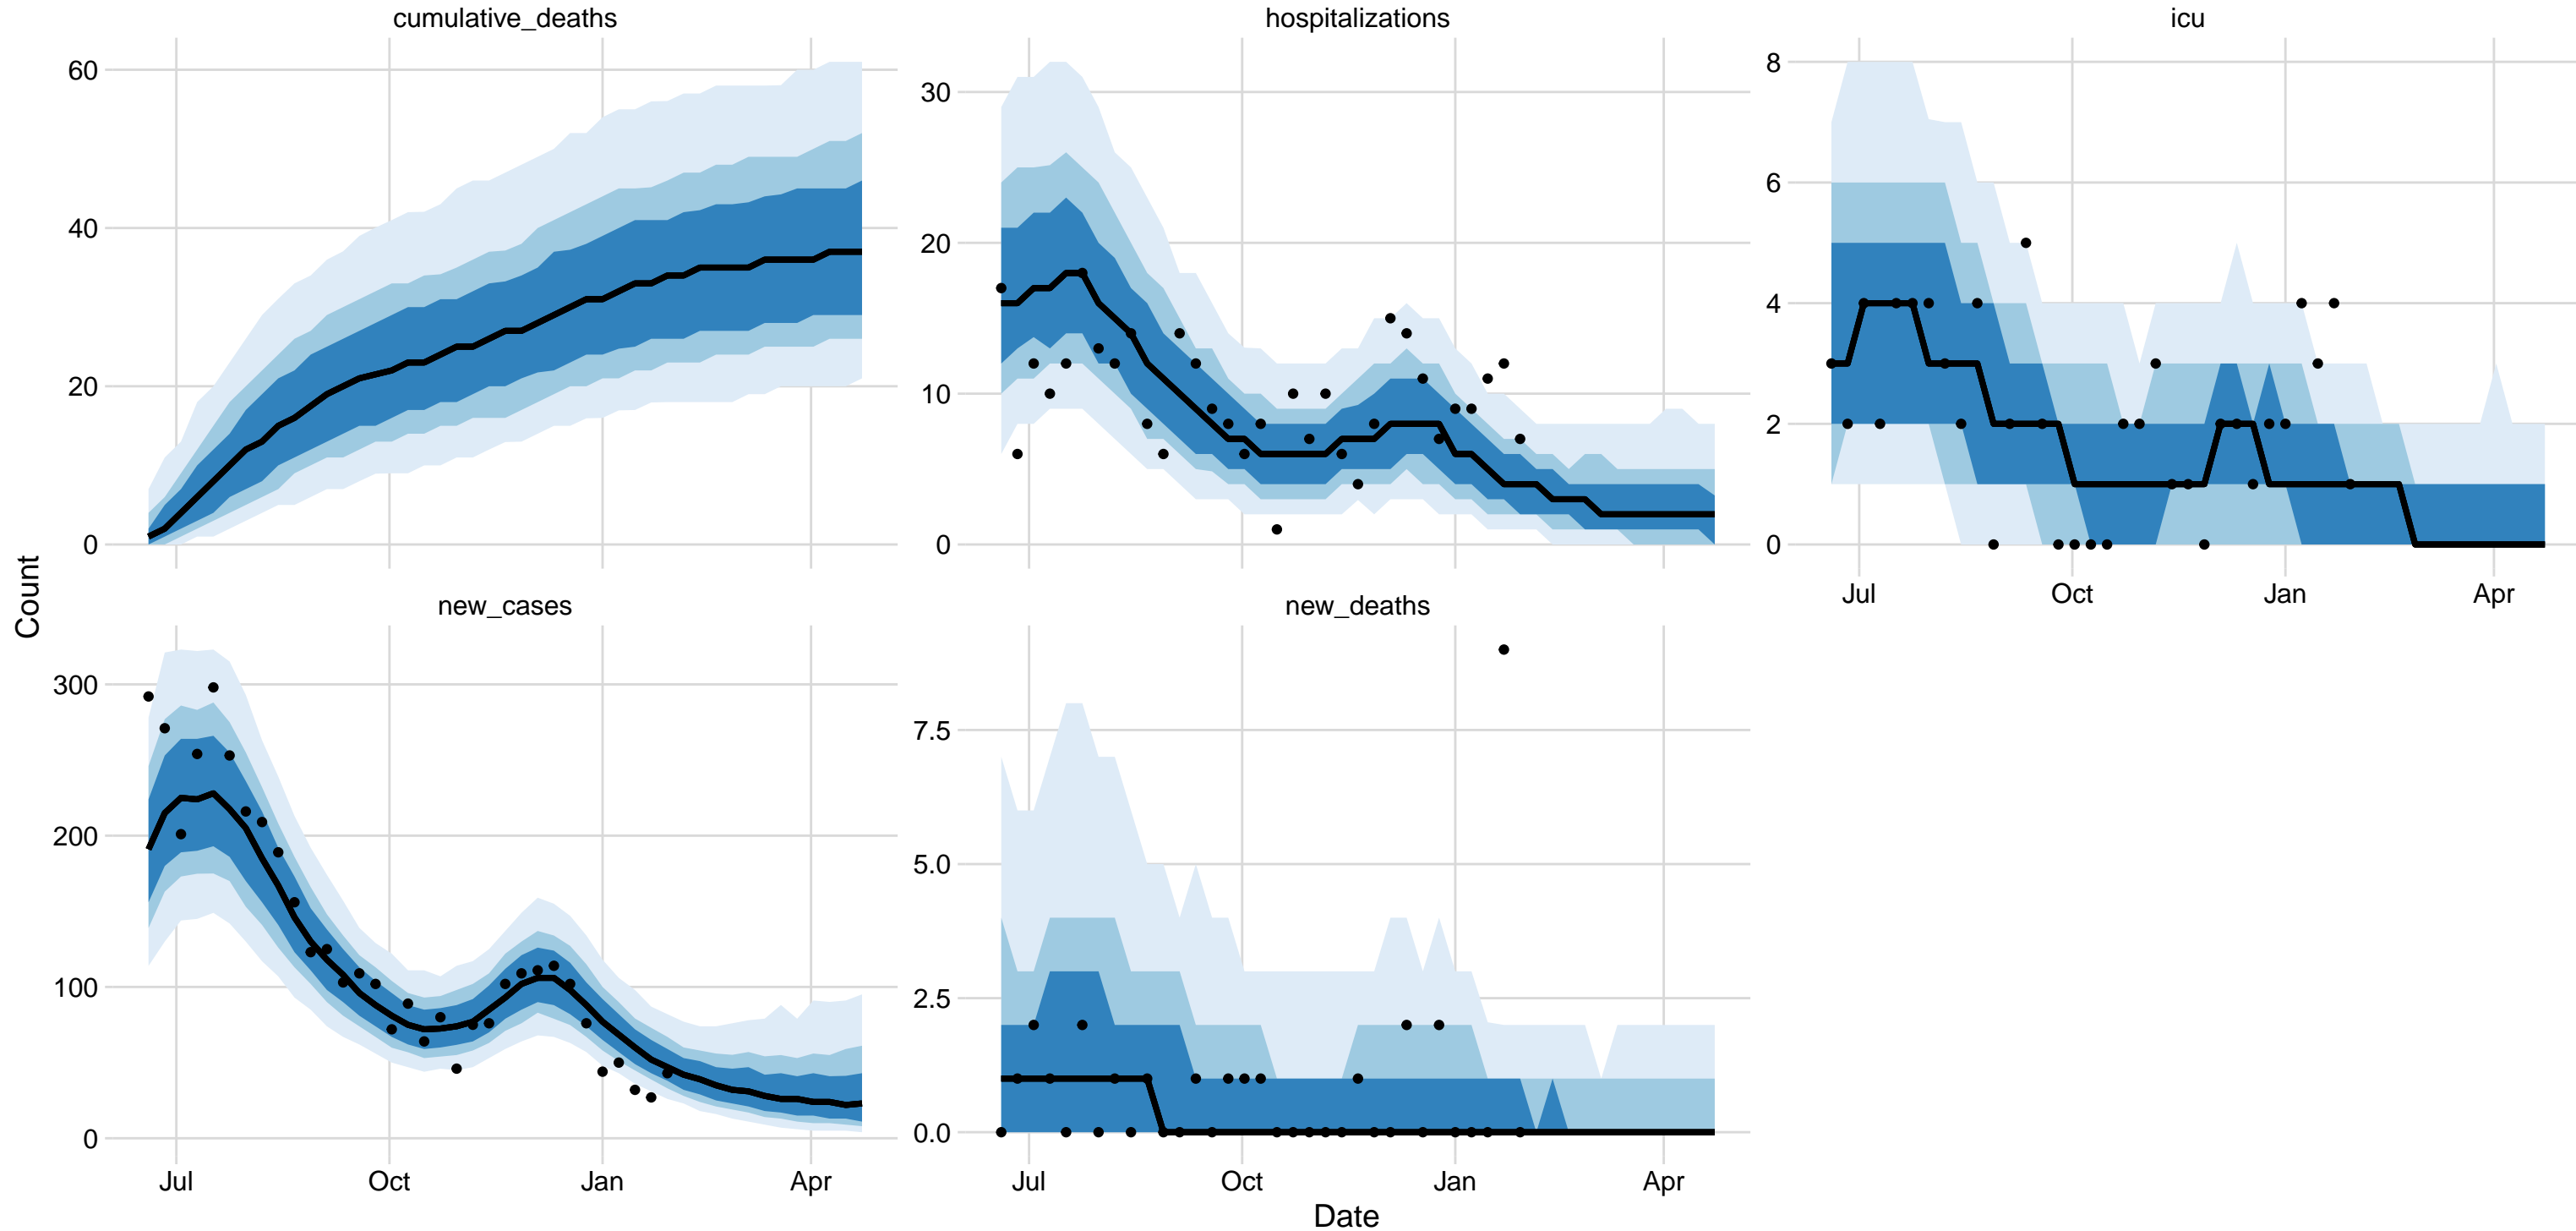 cumulative_deaths
hospitalizations
icu
60
40
20
0
30
20
10
0
8
6
4
2
0
Jul Oct Jan Apr
Count
new_cases
new_deaths
300
200
100
0
7.5
5.0
2.5
0.0
Jul Oct Jan Apr
Jul Oct Jan Apr
Date